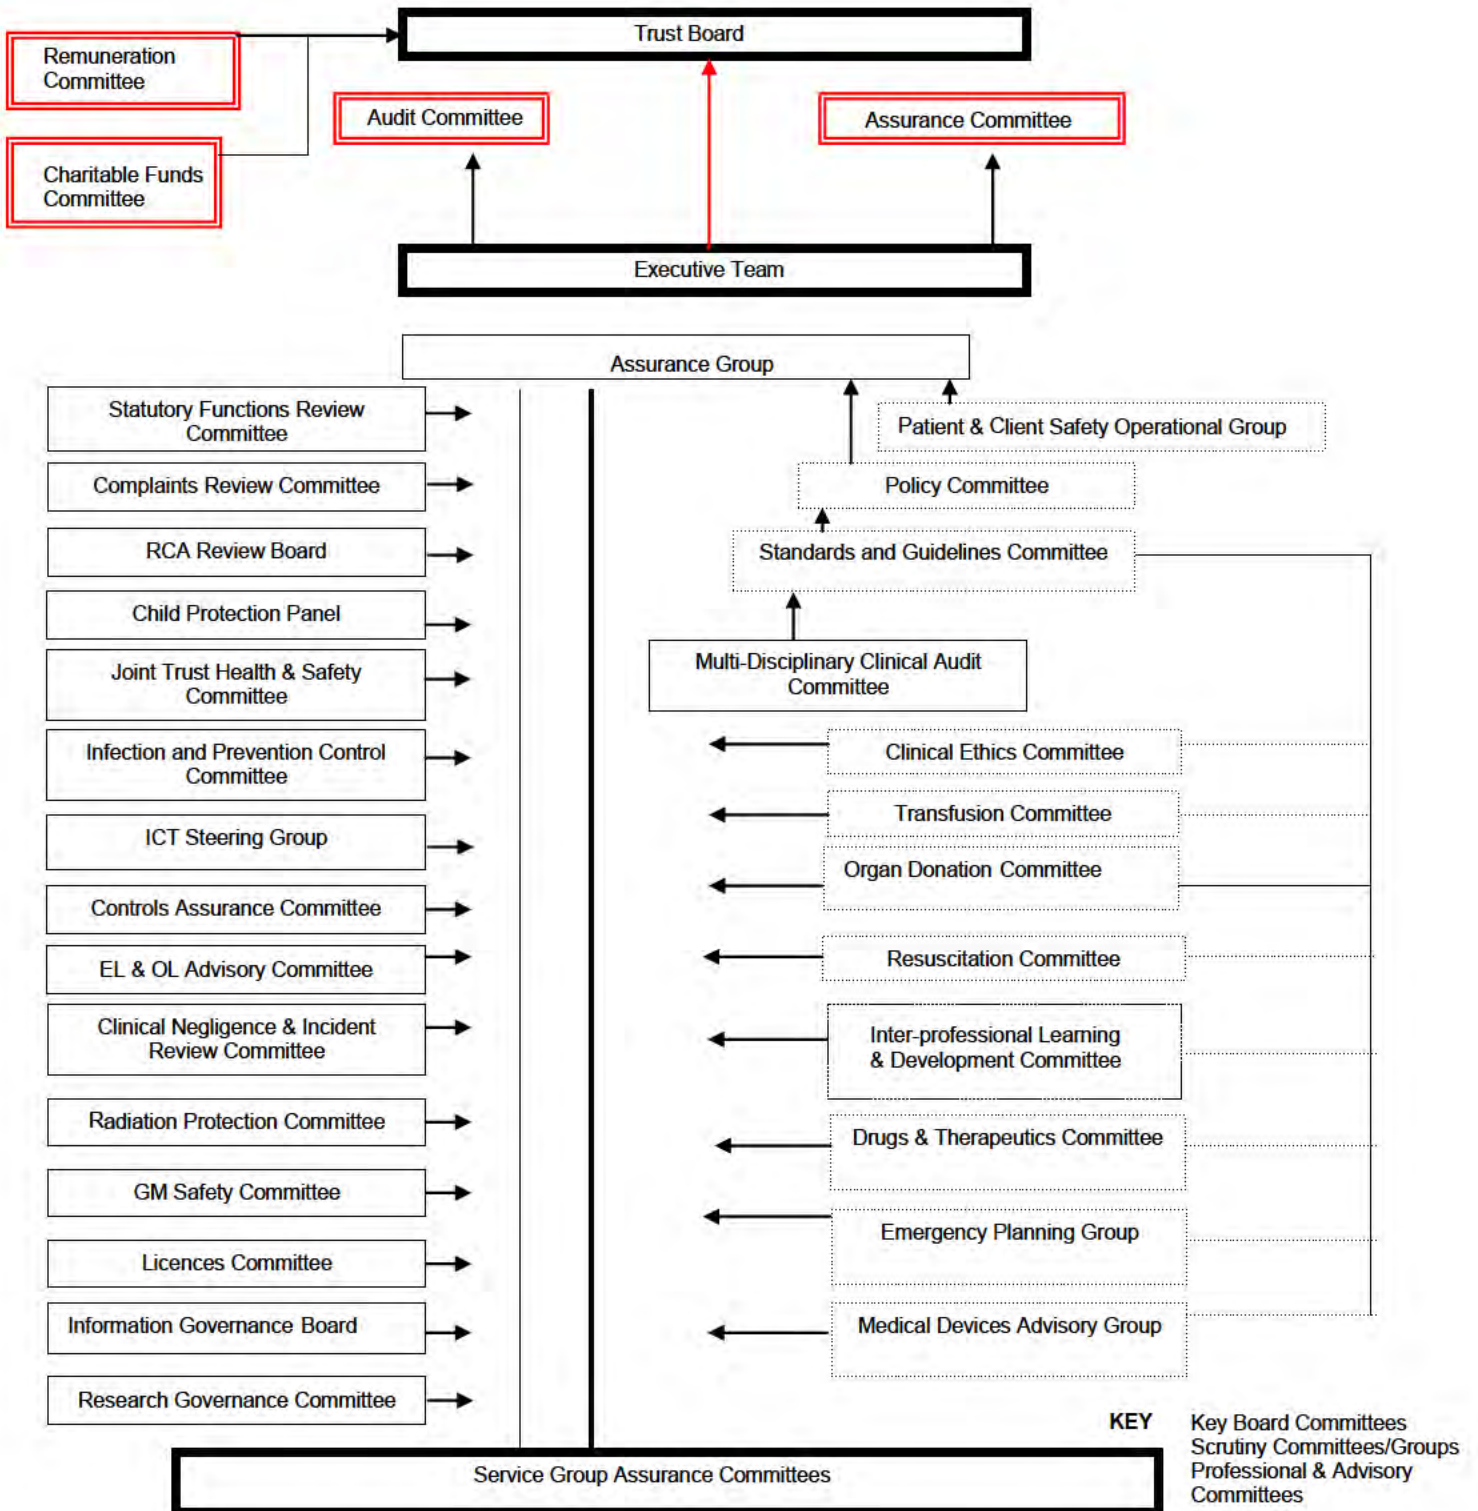 Trust Board
Remuneration
Committee
Audit Committee
Assurance Committee
Charitable Funds
Committee
Executive Team
Assurance Group
Statutory Functions Review
Committee
Complaints Review Committee
RCA Review Board
Child Protection Panel
Joint Trust Health & Safety
Committee
Infection and Prevention Control
Committee
ICT Steering Group
Controls Assurance Committee
EL & OL Advisory Committee
Clinical Negligence & Incident
Review Committee
Radiation Protection Committee
GM Safety Committee
Licences Committee
Information Governance Board
Research Governance Committee
Patient & Client Safety Operational Group
Policy Committee
Standards and Guidelines Committee
Multi-Disciplinary Clinical Audit
Committee
Clinical Ethics Committee
Transfusion Committee
Organ Donation Committee
Resuscitation Committee
Inter-professional Learning
& Development Committee
Drugs & Therapeutics Committee
Emergency Planning Group
Medical Devices Advisory Group
Service Group Assurance Committees
KEY
Key Board Committees
Scrutiny Committees/Groups
Professional & Advisory
Committees